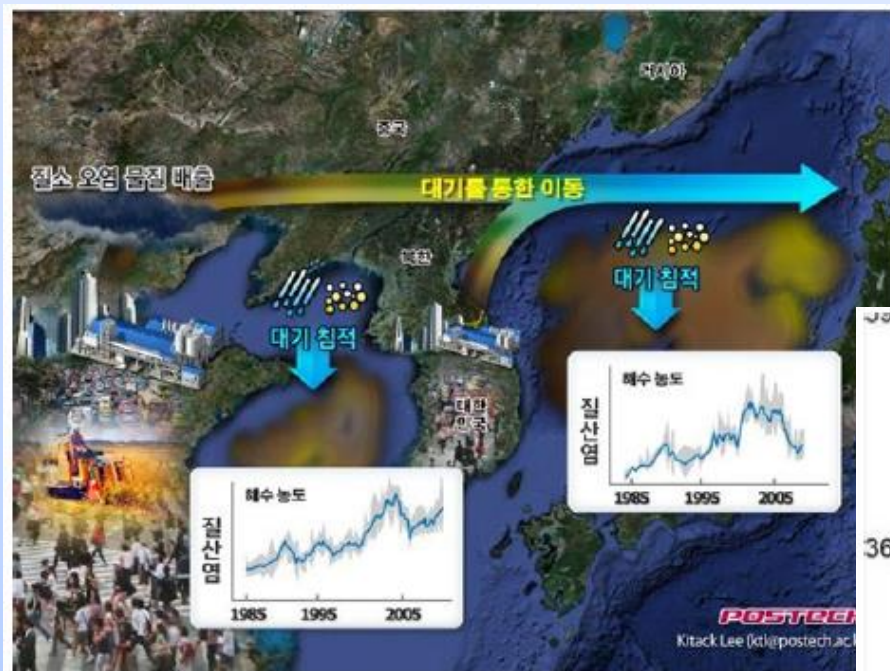 러시아
중국
질소 오염 물질 배출
대기를 통한 이동
북한
대기 침적
대기 침적
대한
민국
해수 농도
질산염
1985
1995
2005
해수 농도
질산염
1985
1995
2005
36
POSTECH
Kitack Lee (ktl@postech.ac.k